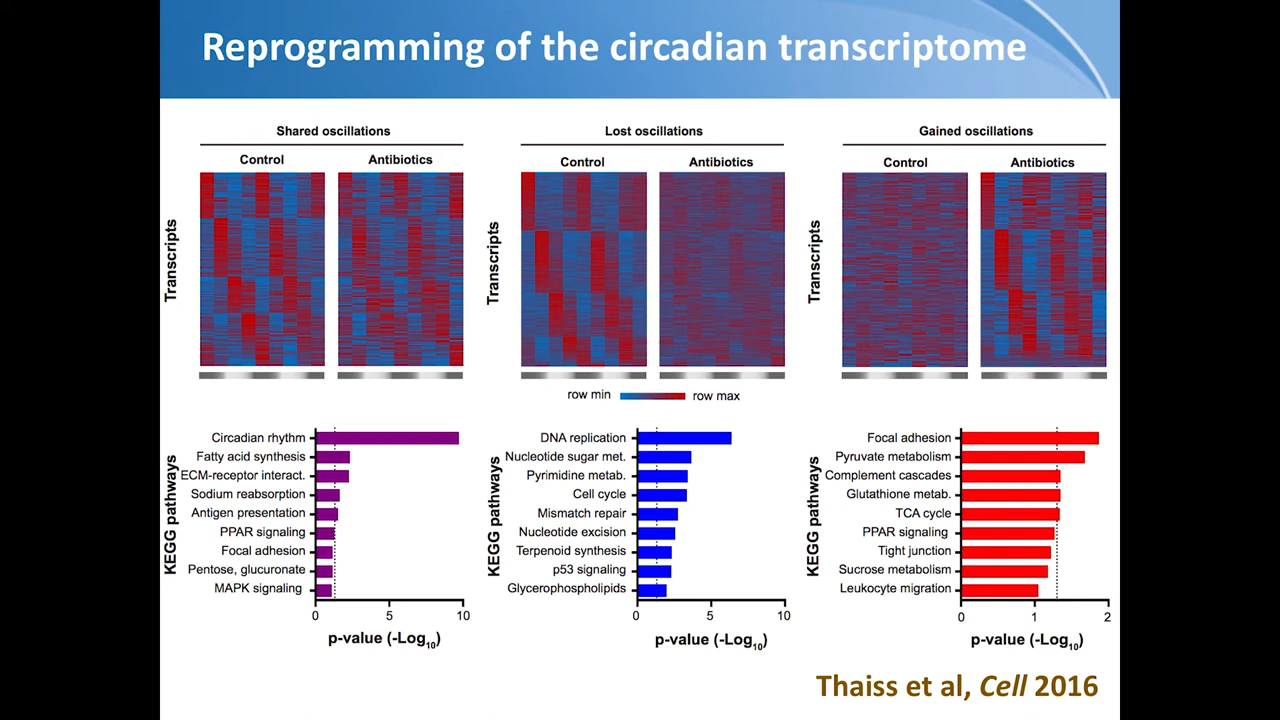 Reprogramming of the circadian transcriptome
Shared oscillations
Control
Antibiotics
Transcripts
Lost oscillations
Control
Antibiotics
Transcripts
Gained oscillations
Control
Antibiotics
Transcripts
row min
row max
KEGG pathways
Circadian rhythm
Fatty acid synthesis
ECM-receptor interact.
Sodium reabsorption
Antigen presentation
PPAR signaling
Focal adhesion
Pentose, glucuronate
MAPK signaling
0 5 10
p-value (-Log10)
KEGG pathways
DNA replication
Nucleotide sugar met.
Pyrimidine metab.
Cell cycle
Mismatch repair
Nucleotide excision
Terpenoid synthesis
p53 signaling
Glycerophospholipids
0 5 10
p-value (-Log10)
KEGG pathways
Focal adhesion
Pyruvate metabolism
Complement cascades
Glutathione metab.
TCA cycle
PPAR signaling
Tight junction
Sucrose metabolism
Leukocyte migration
0 1 2
p-value (-Log10)
Thaiss et al, Cell 2016